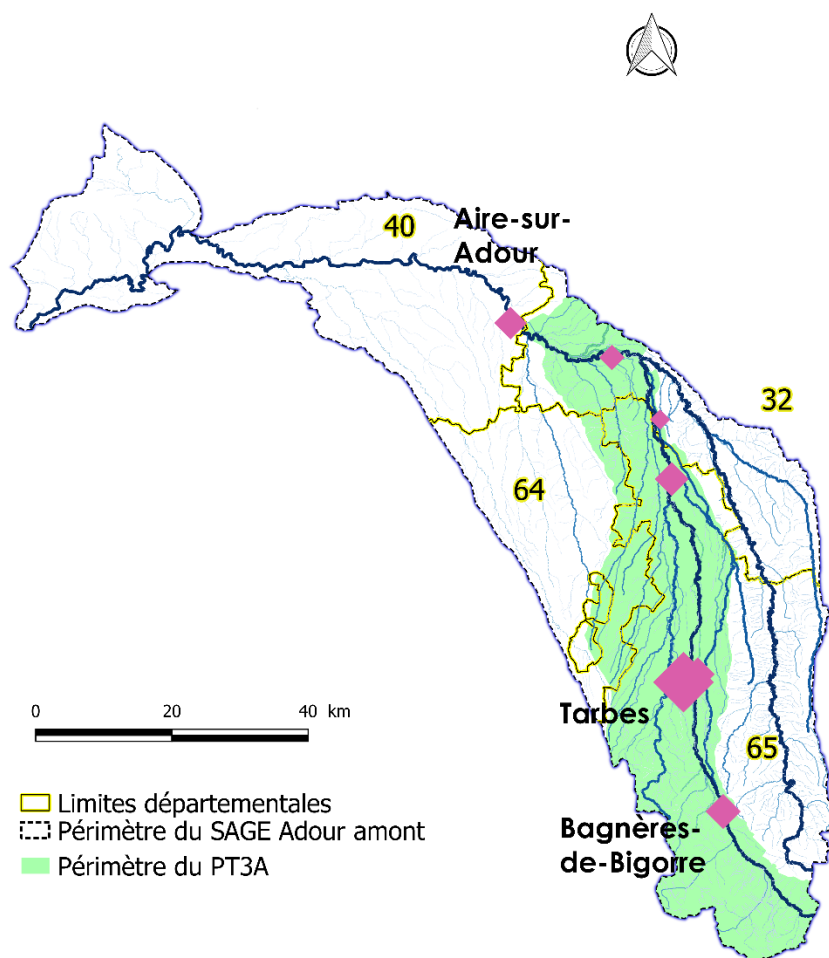 40
Aire-sur-
Adour
32
64
Tarbes
65
Bagnères-
de-Bigorre
0 20 40 km
Limites départementales
Périmètre du SAGE Adour amont
Périmètre du PT3A